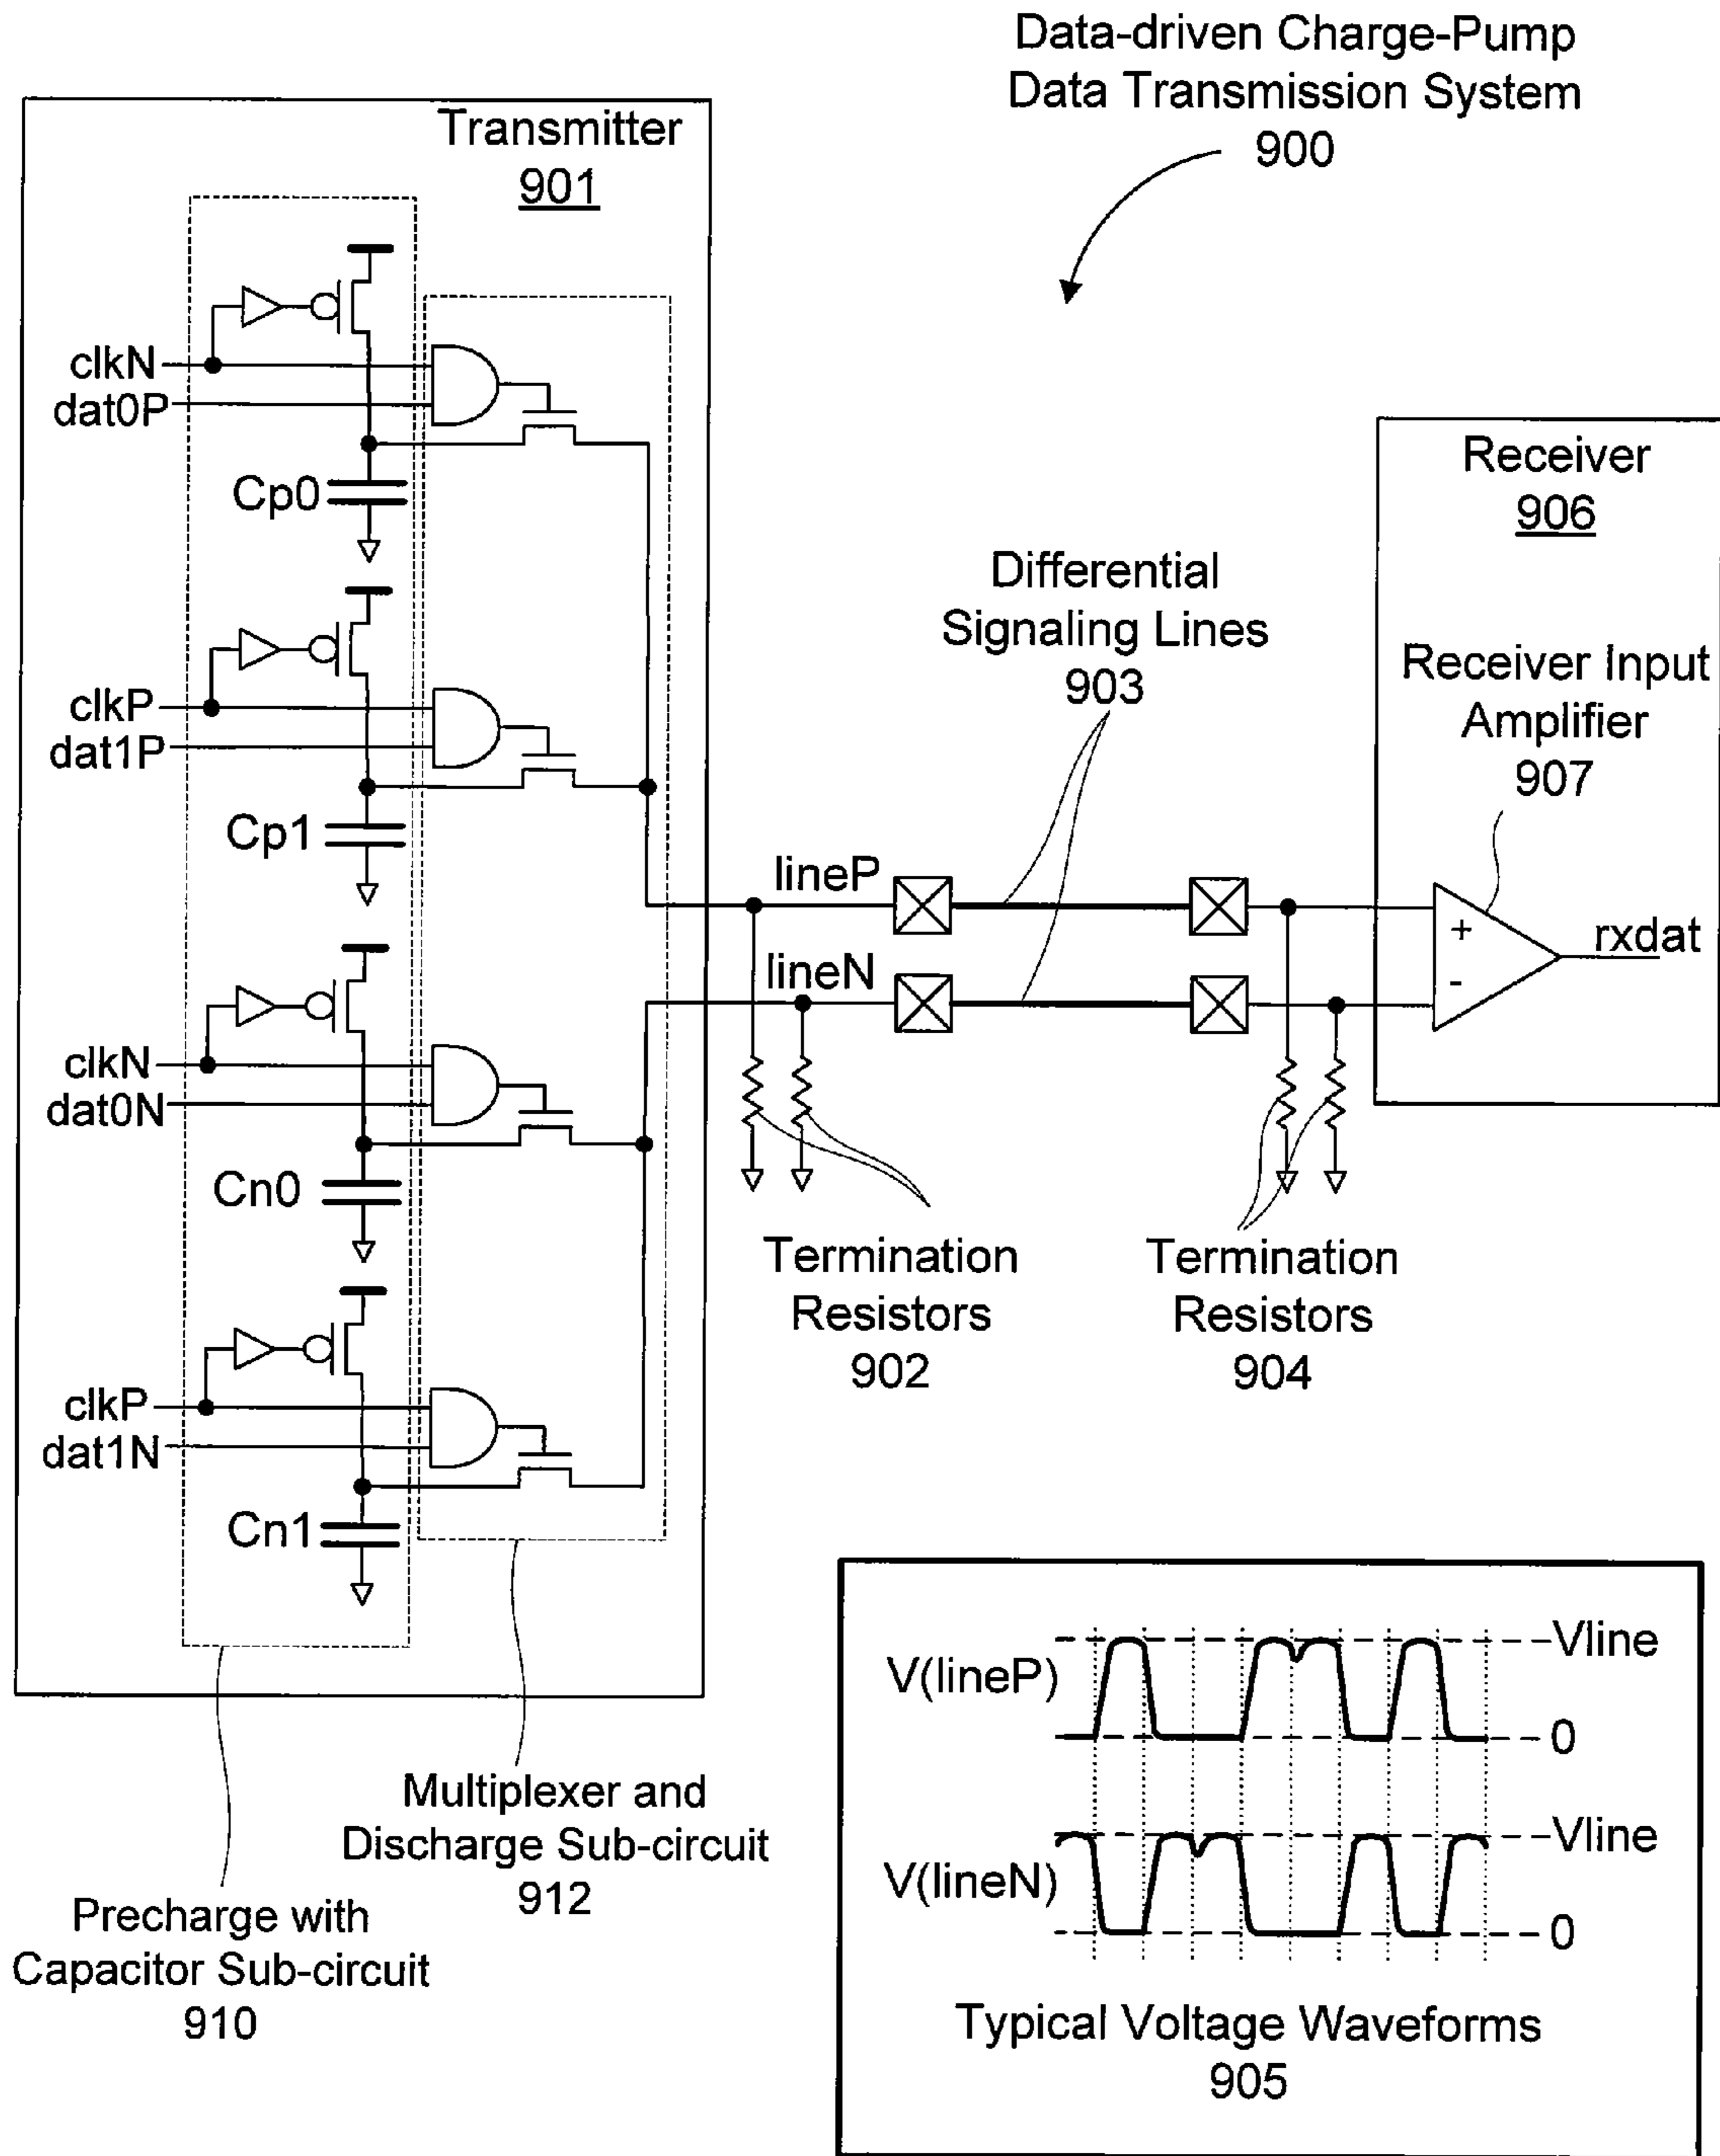 Data-driven Charge-Pump
Data Transmission System
900
Transmitter
901
clkN
dat0P
Cp0
clkP
dat1P
Cp1
clkN
dat0N
Cn0
clkP
dat1N
Cn1
lineP
lineN
Differential
Signaling Lines
903
Receiver
906
Receiver Input
Amplifier
907
+
-
rxdat
Termination
Resistors
902
Termination
Resistors
904
Multiplexer and
Discharge Sub-circuit
912
Precharge with
Capacitor Sub-circuit
910
V(lineP)
Vline
0
V(lineN)
Vline
0
Typical Voltage Waveforms
905